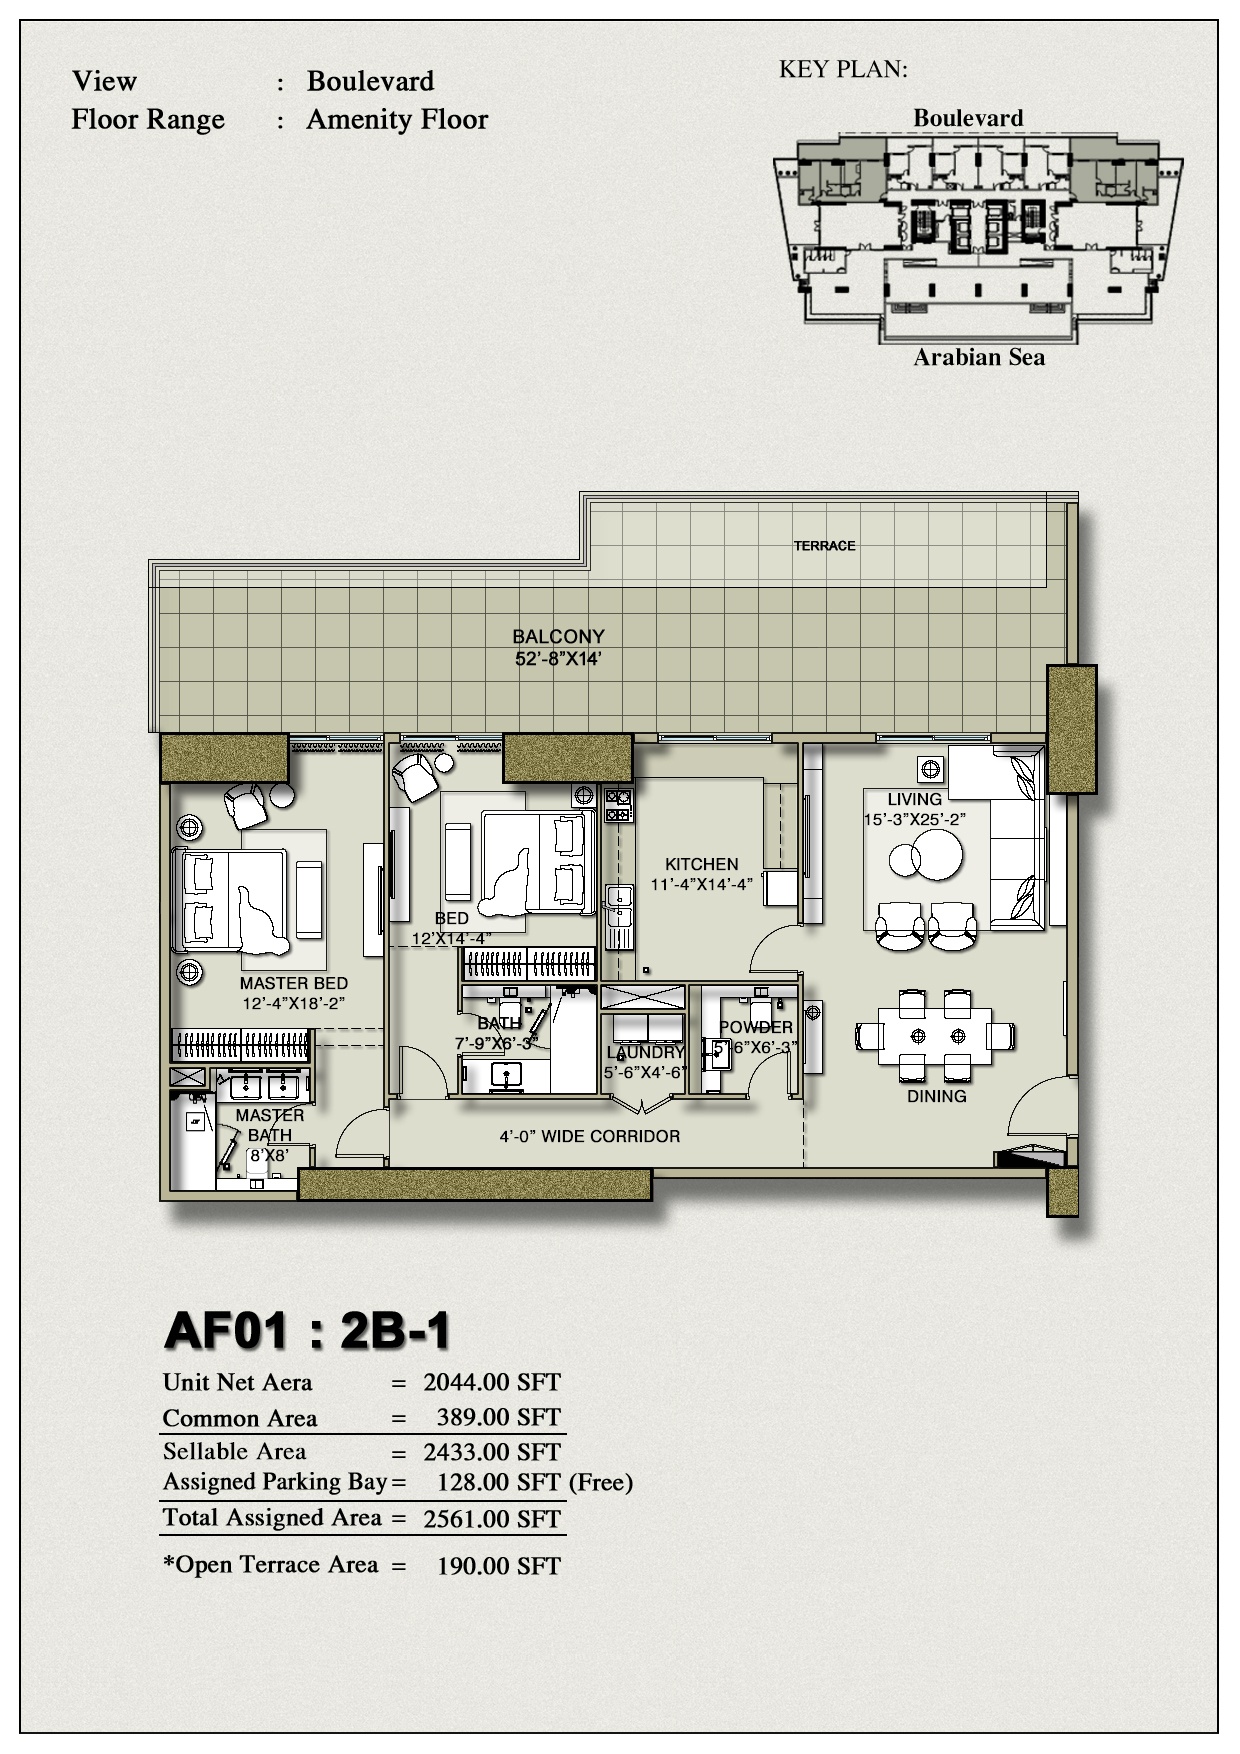 View : Boulevard
Floor Range : Amenity Floor
KEY PLAN:
Boulevard
Arabian Sea
TERRACE
BALCONY
52'-8"X14'
LIVING
15'-3"X25'-2"
KITCHEN
11'-4"X14'-4"
BED
12'X14'-4"
MASTER BED
12'-4"X18'-2"
BATH
7'-9"X6'-3"
LAUNDRY
5'-6"X4'-6"
POWDER
5'-6"X6'-3"
DINING
MASTER
BATH
8'X8'
4'-0" WIDE CORRIDOR
AF01 : 2B-1
Unit Net Aera = 2044.00 SFT
Common Area = 389.00 SFT
Sellable Area = 2433.00 SFT
Assigned Parking Bay = 128.00 SFT (Free)
Total Assigned Area = 2561.00 SFT
*Open Terrace Area = 190.00 SFT